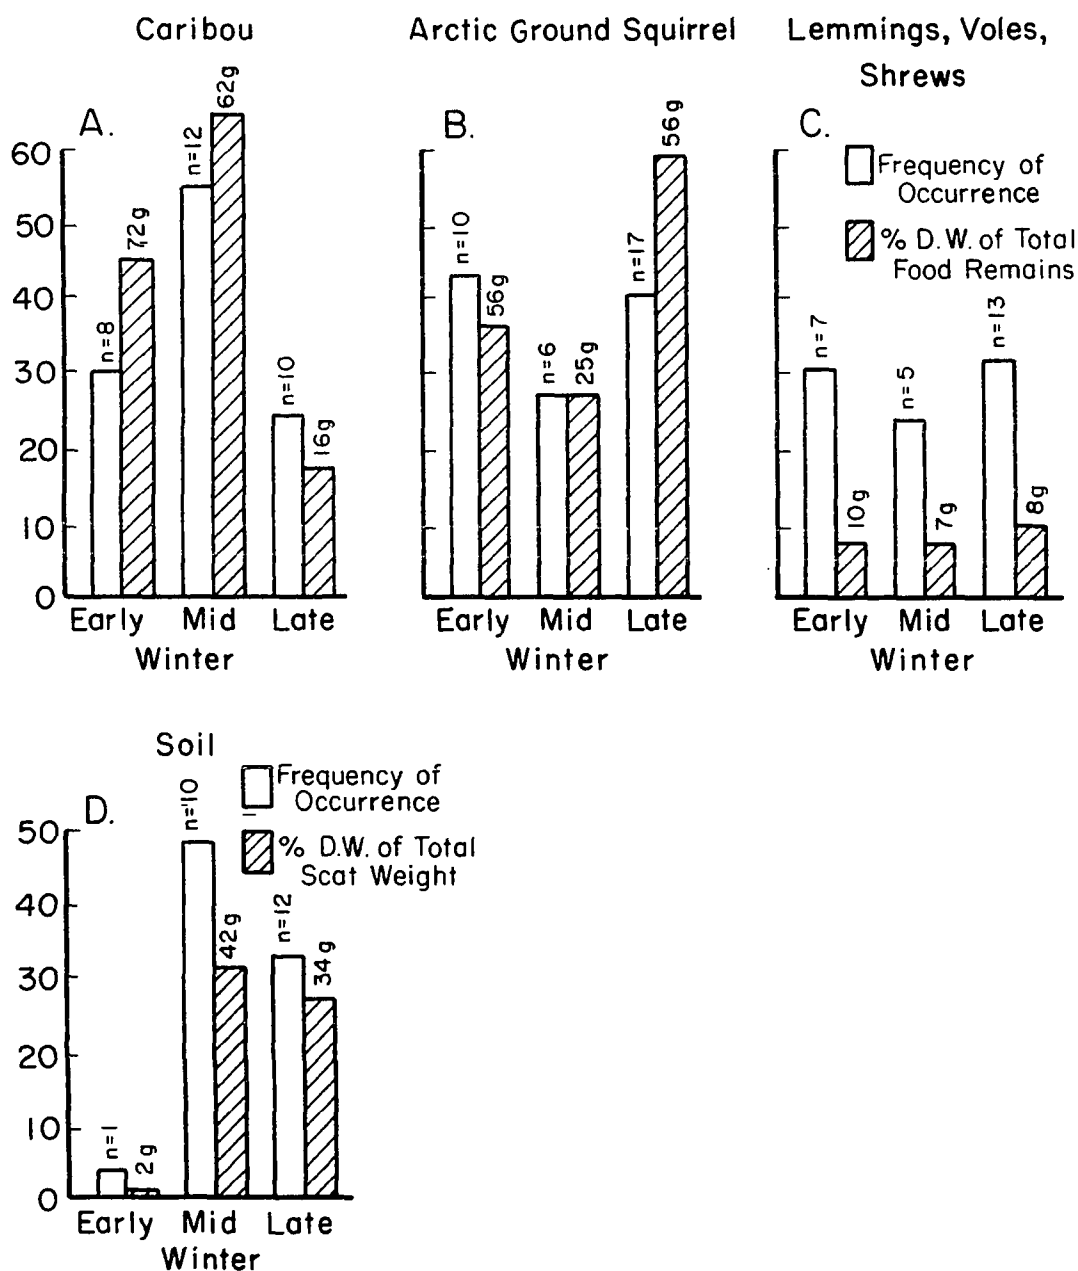 Caribou
A.
60
50
40
30
20
10
0
n=8
72g
n=12
62g
n=10
16g
Early Mid Late
Winter
Arctic Ground Squirrel
B.
n=10
56g
n=6
25g
n=17
56g
Early Mid Late
Winter
Lemmings, Voles,
Shrews
C.
Frequency of
Occurrence
% D.W. of Total
Food Remains
n=7
10g
n=5
7g
n=13
8g
Early Mid Late
Winter
Soil
D.
Frequency of
Occurrence
% D.W. of Total
Scat Weight
50
40
30
20
10
0
n=1
2g
n=10
42g
n=12
34g
Early Mid Late
Winter